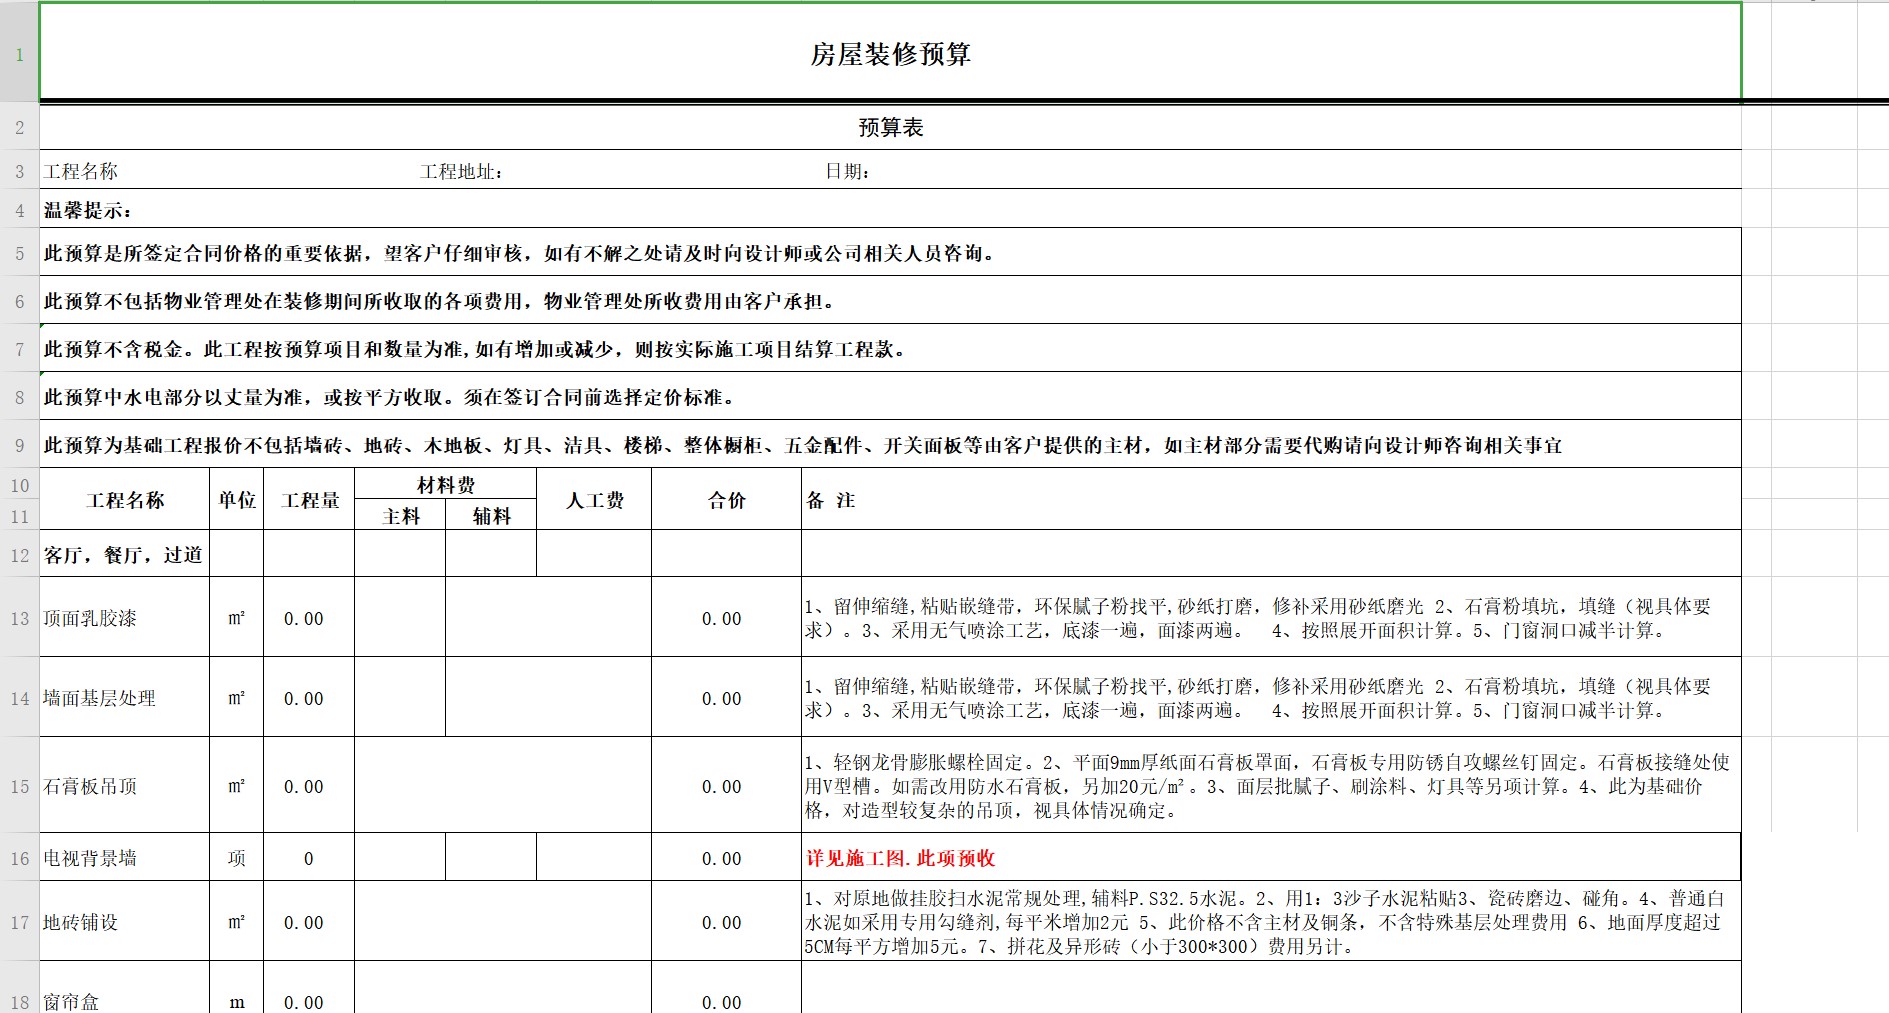 1
房屋装修预算
2
预算表
3 工程名称 工程地址： 日期：
4 温馨提示：
5 此预算是所签定合同价格的重要依据，望客户仔细审核，如有不解之处请及时向设计师或公司相关人员咨询。
6 此预算不包括物业管理处在装修期间所收取的各项费用，物业管理处所收费用由客户承担。
7 此预算不含税金。此工程按预算项目和数量为准,如有增加或减少，则按实际施工项目结算工程款。
8 此预算中水电部分以丈量为准，或按平方收取。须在签订合同前选择定价标准。
9 此预算为基础工程报价不包括墙砖、地砖、木地板、灯具、洁具、楼梯、整体橱柜、五金配件、开关面板等由客户提供的主材，如主材部分需要代购请向设计师咨询相关事宜
10 工程名称 单位 工程量 材料费 人工费 合价 备 注
11 主料 辅料
12 客厅，餐厅，过道
13 顶面乳胶漆 ㎡ 0.00 0.00 1、留伸缩缝,粘贴嵌缝带，环保腻子粉找平,砂纸打磨，修补采用砂纸磨光 2、石膏粉填坑，填缝（视具体要
求）。3、采用无气喷涂工艺，底漆一遍，面漆两遍。 4、按照展开面积计算。5、门窗洞口减半计算。
14 墙面基层处理 ㎡ 0.00 0.00 1、留伸缩缝,粘贴嵌缝带，环保腻子粉找平,砂纸打磨，修补采用砂纸磨光 2、石膏粉填坑，填缝（视具体要
求）。3、采用无气喷涂工艺，底漆一遍，面漆两遍。 4、按照展开面积计算。5、门窗洞口减半计算。
15 石膏板吊顶 ㎡ 0.00 0.00 1、轻钢龙骨膨胀螺栓固定。2、平面9mm厚纸面石膏板罩面，石膏板专用防锈自攻螺丝钉固定。石膏板接缝处使
用V型槽。如需改用防水石膏板，另加20元/㎡。3、面层批腻子、刷涂料、灯具等另项计算。4、此为基础价
格，对造型较复杂的吊顶，视具体情况确定。
16 电视背景墙 项 0 0.00 详见施工图.此项预收
17 地砖铺设 ㎡ 0.00 0.00 1、对原地做挂胶扫水泥常规处理,辅料P.S32.5水泥。2、用1：3沙子水泥粘贴3、瓷砖磨边、碰角。4、普通白
水泥如采用专用勾缝剂,每平米增加2元 5、此价格不含主材及铜条，不含特殊基层处理费用 6、地面厚度超过
5CM每平方增加5元。7、拼花及异形砖（小于300*300）费用另计。
18 窗帘盒 m 0.00 0.00